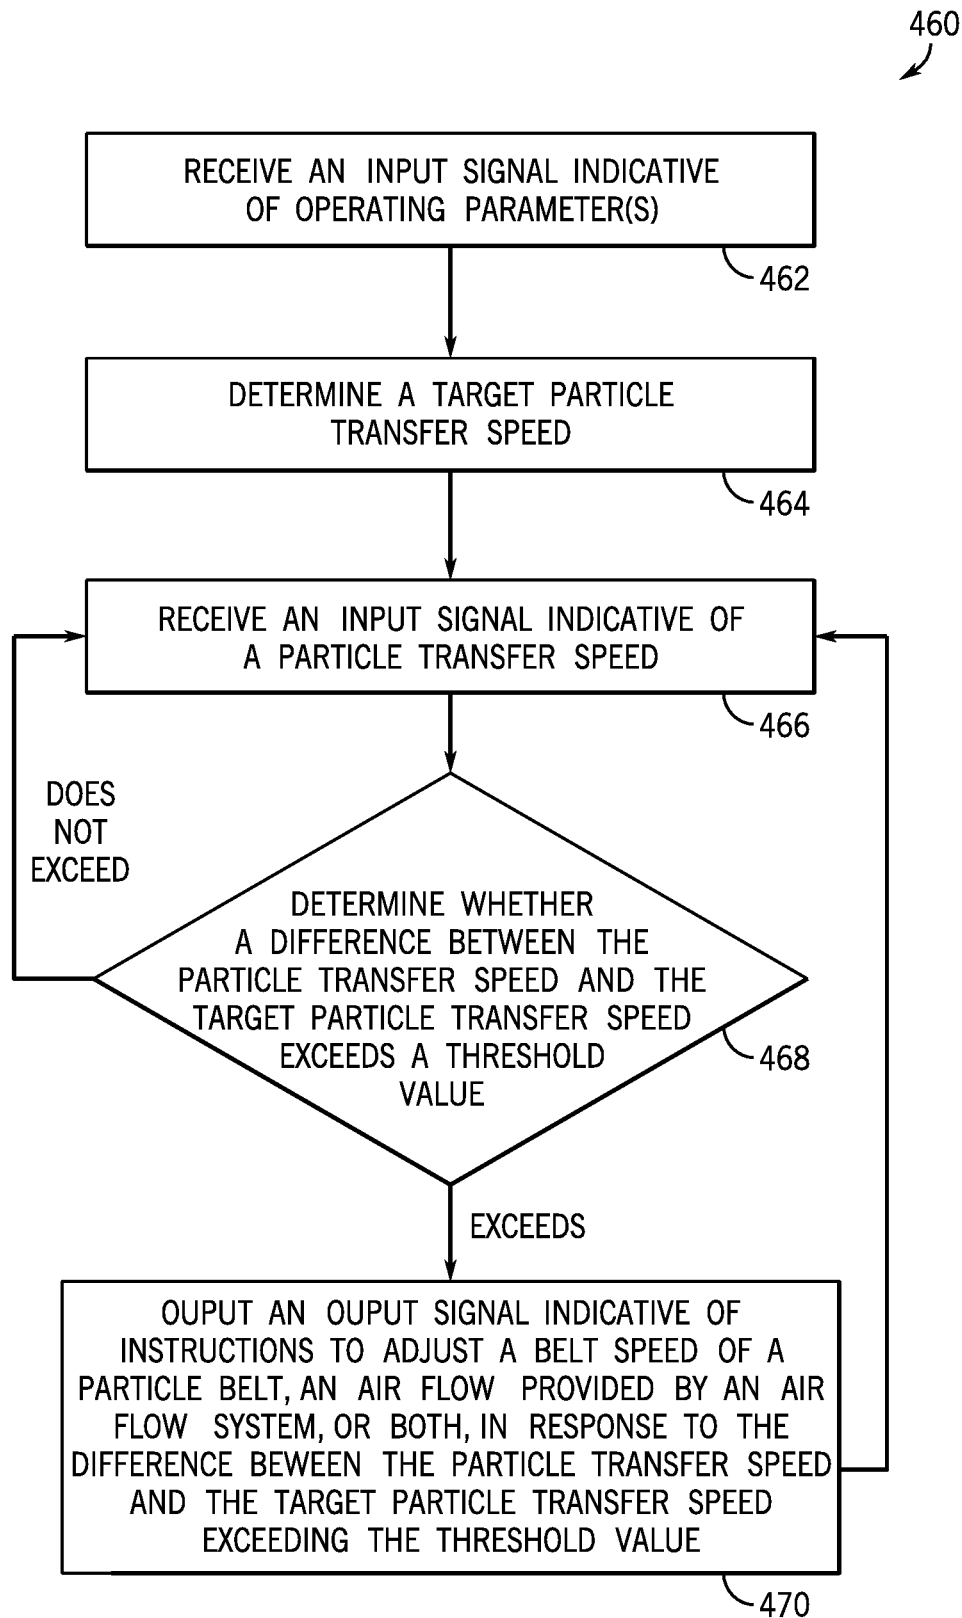 460
RECEIVE AN INPUT SIGNAL INDICATIVE
OF OPERATING PARAMETER(S)
462
DETERMINE A TARGET PARTICLE
TRANSFER SPEED
464
RECEIVE AN INPUT SIGNAL INDICATIVE OF
A PARTICLE TRANSFER SPEED
466
DOES
NOT
EXCEED
DETERMINE WHETHER
A DIFFERENCE BETWEEN THE
PARTICLE TRANSFER SPEED AND THE
TARGET PARTICLE TRANSFER SPEED
EXCEEDS A THRESHOLD
VALUE
468
EXCEEDS
OUPUT AN OUPUT SIGNAL INDICATIVE OF
INSTRUCTIONS TO ADJUST A BELT SPEED OF A
PARTICLE BELT, AN AIR FLOW PROVIDED BY AN AIR
FLOW SYSTEM, OR BOTH, IN RESPONSE TO THE
DIFFERENCE BEWEEN THE PARTICLE TRANSFER SPEED
AND THE TARGET PARTICLE TRANSFER SPEED
EXCEEDING THE THRESHOLD VALUE
470